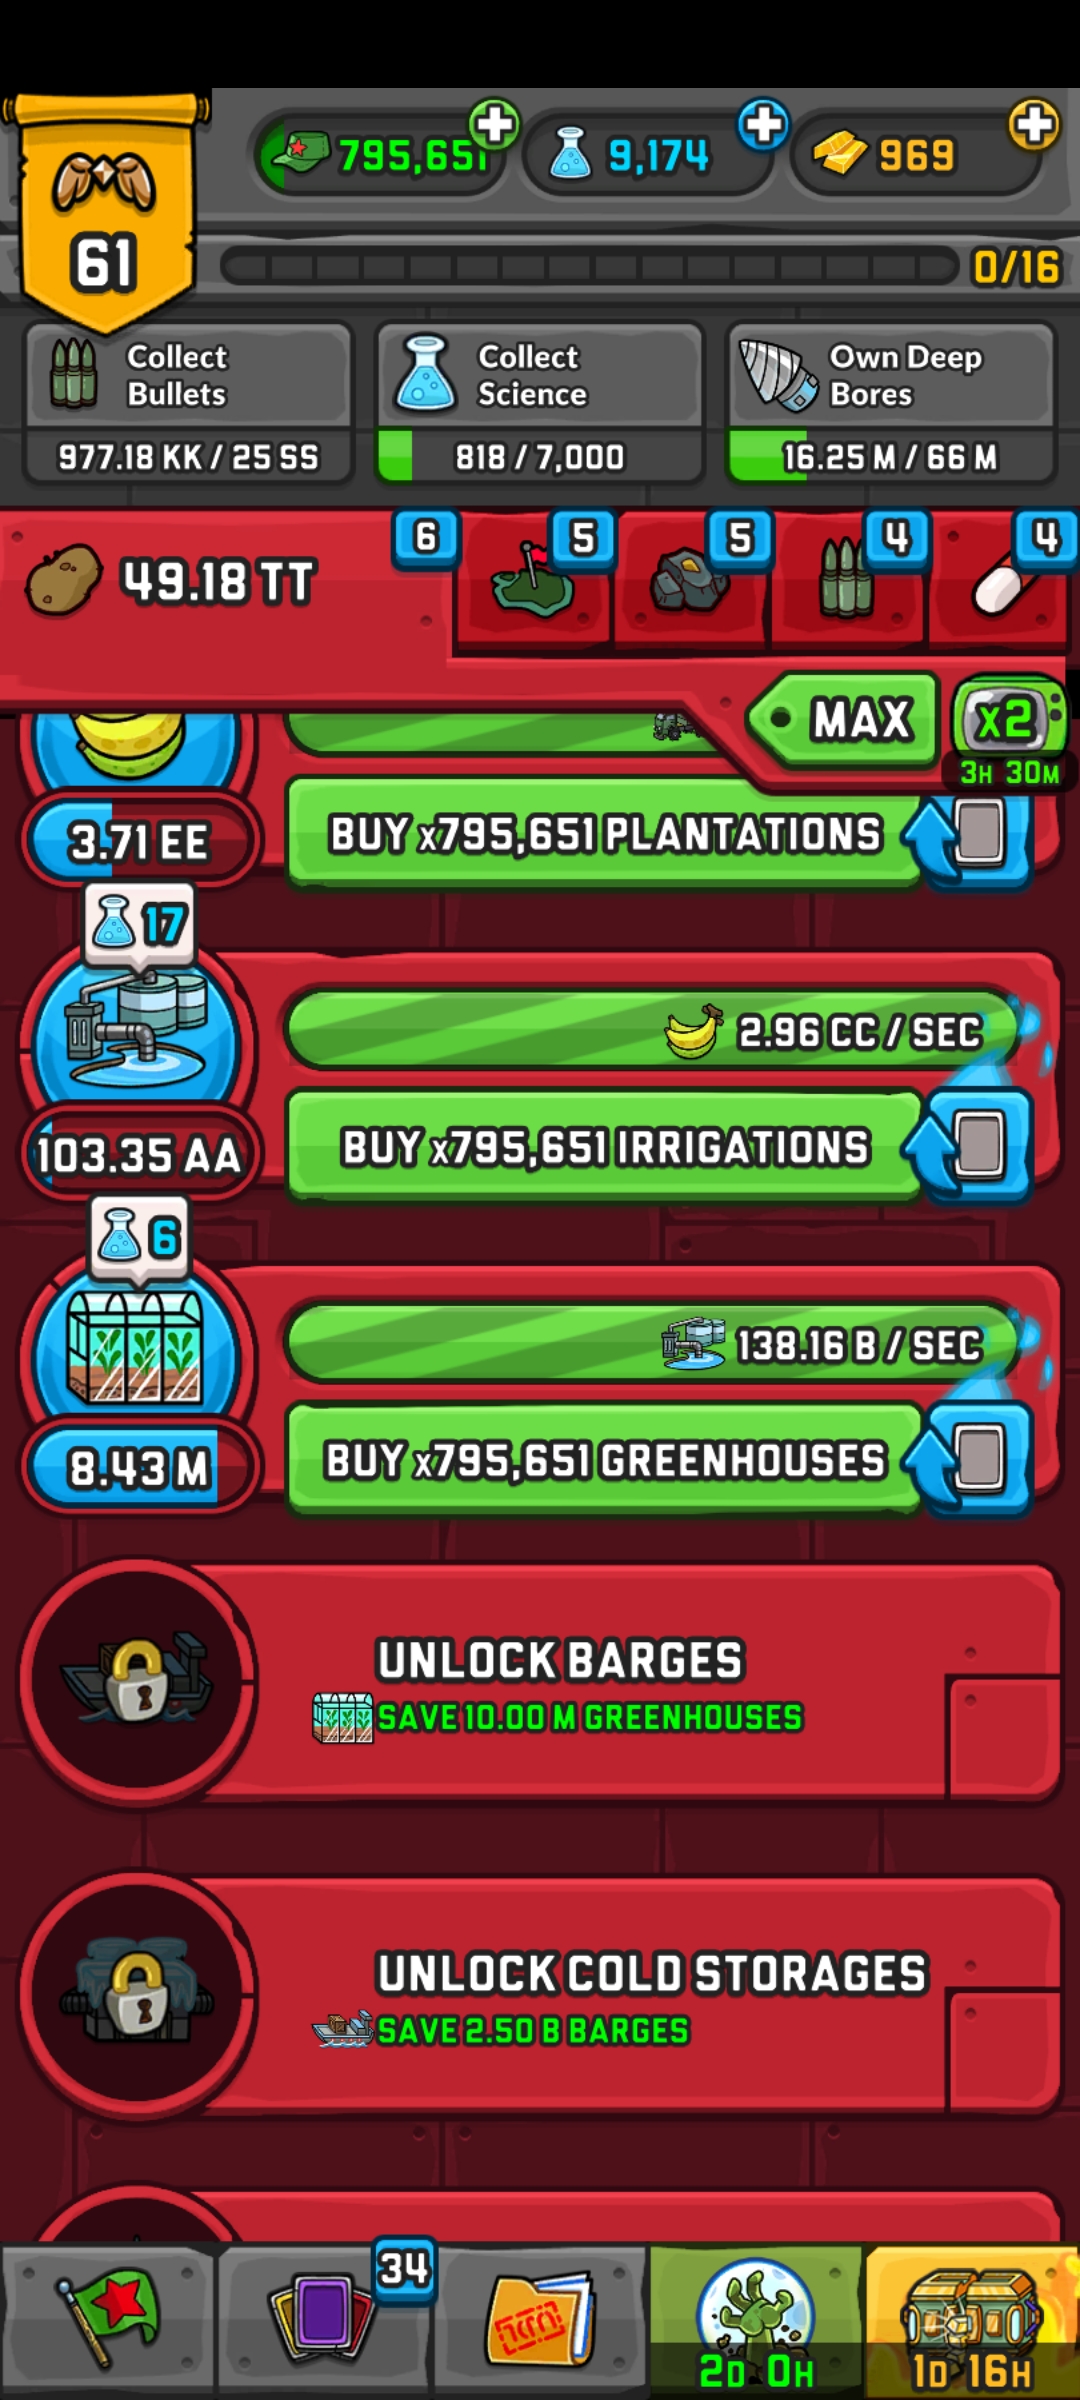 795,651
9,174
969
61
0/16
Collect
Bullets
977.18 KK / 25 SS
Collect
Science
818 / 7,000
Own Deep
Bores
16.25 M / 66 M
49.18 TT
6
5
5
4
4
MAX
x2
3H 30M
3.71 EE
BUY x795,651 PLANTATIONS
17
2.96 CC / SEC
103.35 AA
BUY x795,651 IRRIGATIONS
6
138.16 B / SEC
8.43 M
BUY x795,651 GREENHOUSES
UNLOCK BARGES
SAVE 10.00 M GREENHOUSES
UNLOCK COLD STORAGES
SAVE 2.50 B BARGES
34
2D 0H
1D 16H